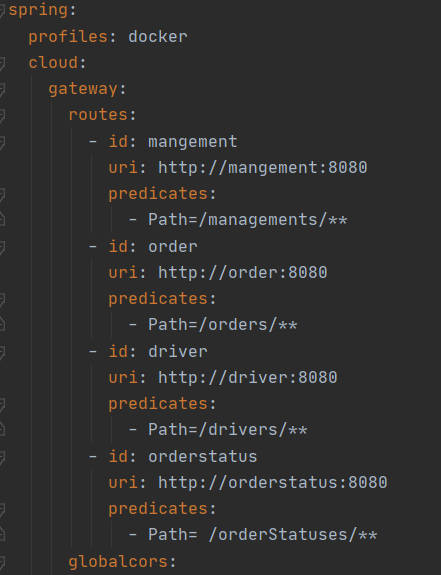 spring:
  profiles: docker
  cloud:
    gateway:
      routes:
        - id: mangement
          uri: http://mangement:8080
          predicates:
            - Path=/managements/**
        - id: order
          uri: http://order:8080
          predicates:
            - Path=/orders/**
        - id: driver
          uri: http://driver:8080
          predicates:
            - Path=/drivers/**
        - id: orderstatus
          uri: http://orderstatus:8080
          predicates:
            - Path= /orderStatuses/**
      globalcors: